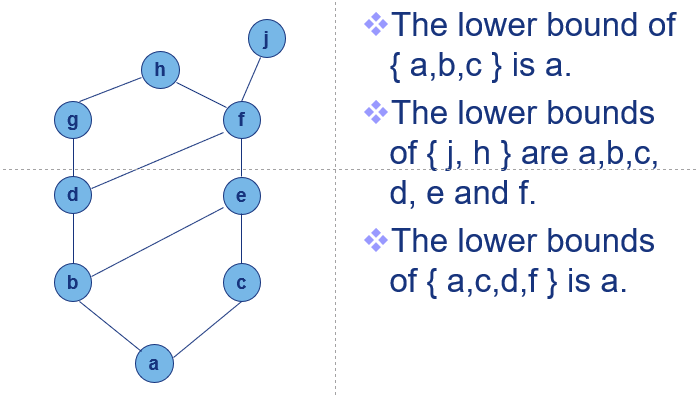 j
h
g
f
d
e
b
c
a
The lower bound of
{ a,b,c } is a.
The lower bounds
of { j, h } are a,b,c,
d, e and f.
The lower bounds
of { a,c,d,f } is a.